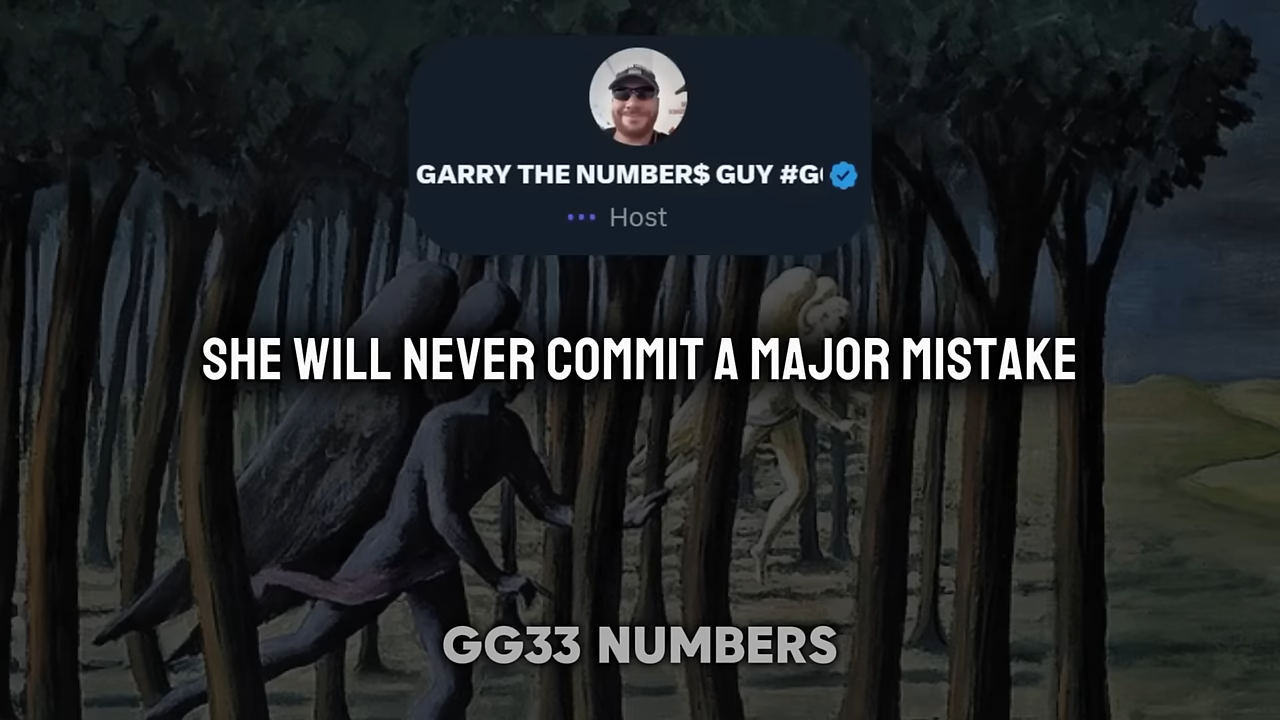 GARRY THE NUMBER$ GUY #G
Host
SHE WILL NEVER COMMIT A MAJOR MISTAKE
GG33 NUMBERS